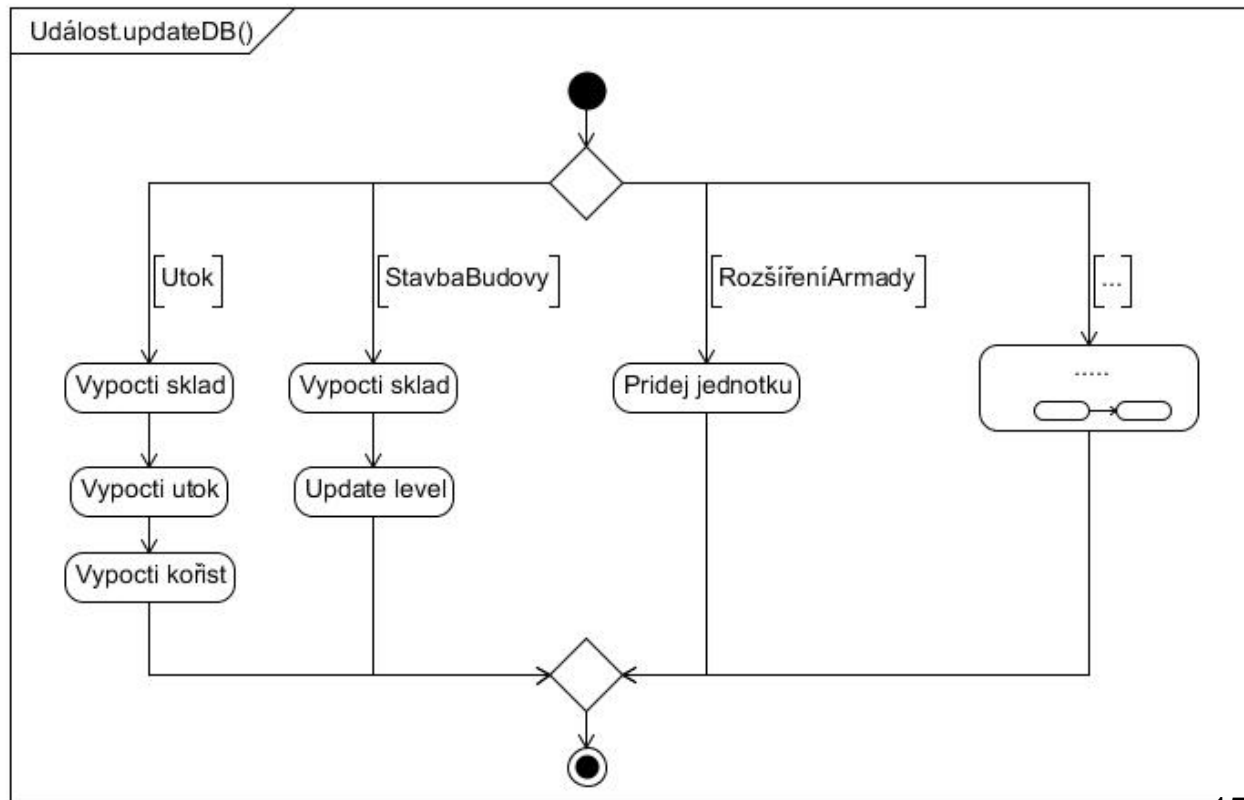 Událost.updateDB()
[Utok]
[StavbaBudovy]
[RozšířeníArmady]
[...]
Vypocti sklad
Vypocti sklad
Pridej jednotku
.....
Vypocti utok
Update level
Vypocti kořist